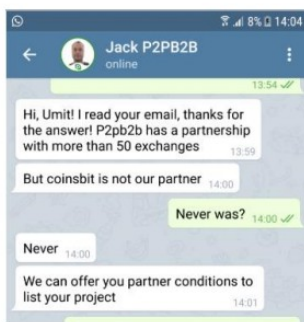 8% 14:04
Jack P2PB2B
online
13:54
Hi, Umit! I read your email, thanks for
the answer! P2pb2b has a partnership
with more than 50 exchanges 13:59
But coinsbit is not our partner 14:00
Never was? 14:00
Never 14:00
We can offer you partner conditions to
list your project 14:01